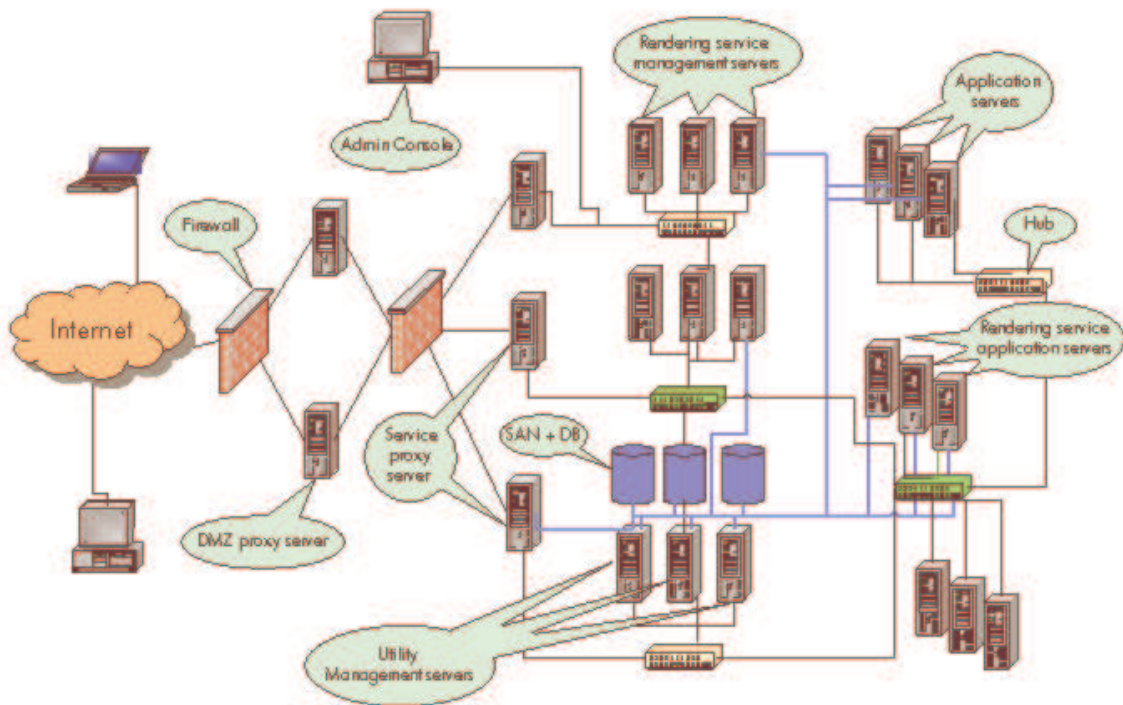 Rendering service
management servers
Application
servers
Admin Console
Firewall
Hub
Internet
Rendering service
application servers
Service
proxy
server
SAN + DB
DMZ proxy server
Utility
Management servers